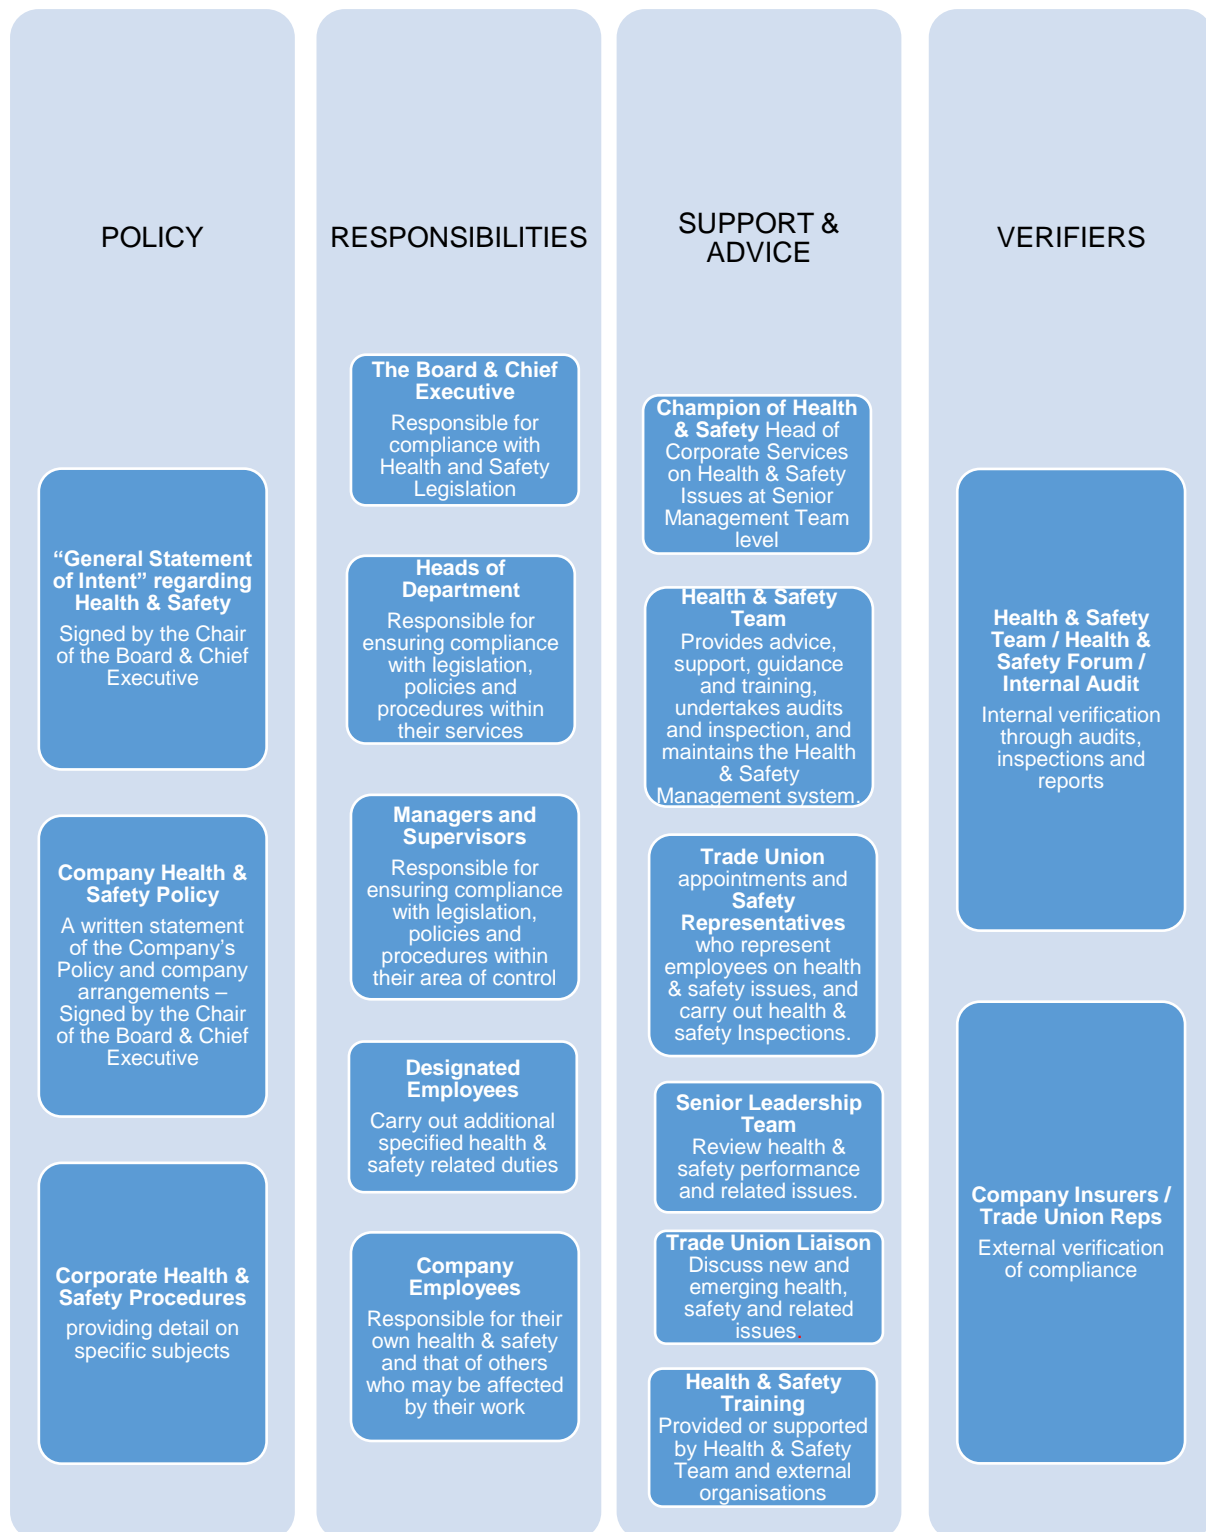 POLICY
“General Statement
of Intent” regarding
Health & Safety
Signed by the Chair
of the Board & Chief
Executive
Company Health &
Safety Policy
A written statement
of the Company’s
Policy and company
arrangements –
Signed by the Chair
of the Board & Chief
Executive
Corporate Health &
Safety Procedures
providing detail on
specific subjects
RESPONSIBILITIES
The Board & Chief
Executive
Responsible for
compliance with
Health and Safety
Legislation
Heads of
Department
Responsible for
ensuring compliance
with legislation,
policies and
procedures within
their services
Managers and
Supervisors
Responsible for
ensuring compliance
with legislation,
policies and
procedures within
their area of control
Designated
Employees
Carry out additional
specified health &
safety related duties
Company
Employees
Responsible for their
own health & safety
and that of others
who may be affected
by their work
SUPPORT &
ADVICE
Champion of Health
& Safety Head of
Corporate Services
on Health & Safety
Issues at Senior
Management Team
level
Health & Safety
Team
Provides advice,
support, guidance
and training,
undertakes audits
and inspection, and
maintains the Health
& Safety
Management system.
Trade Union
appointments and
Safety
Representatives
who represent
employees on health
& safety issues, and
carry out health &
safety Inspections.
Senior Leadership
Team
Review health &
safety performance
and related issues.
Trade Union Liaison
Discuss new and
emerging health,
safety and related
issues.
Health & Safety
Training
Provided or supported
by Health & Safety
Team and external
organisations
VERIFIERS
Health & Safety
Team / Health &
Safety Forum /
Internal Audit
Internal verification
through audits,
inspections and
reports
Company Insurers /
Trade Union Reps
External verification
of compliance